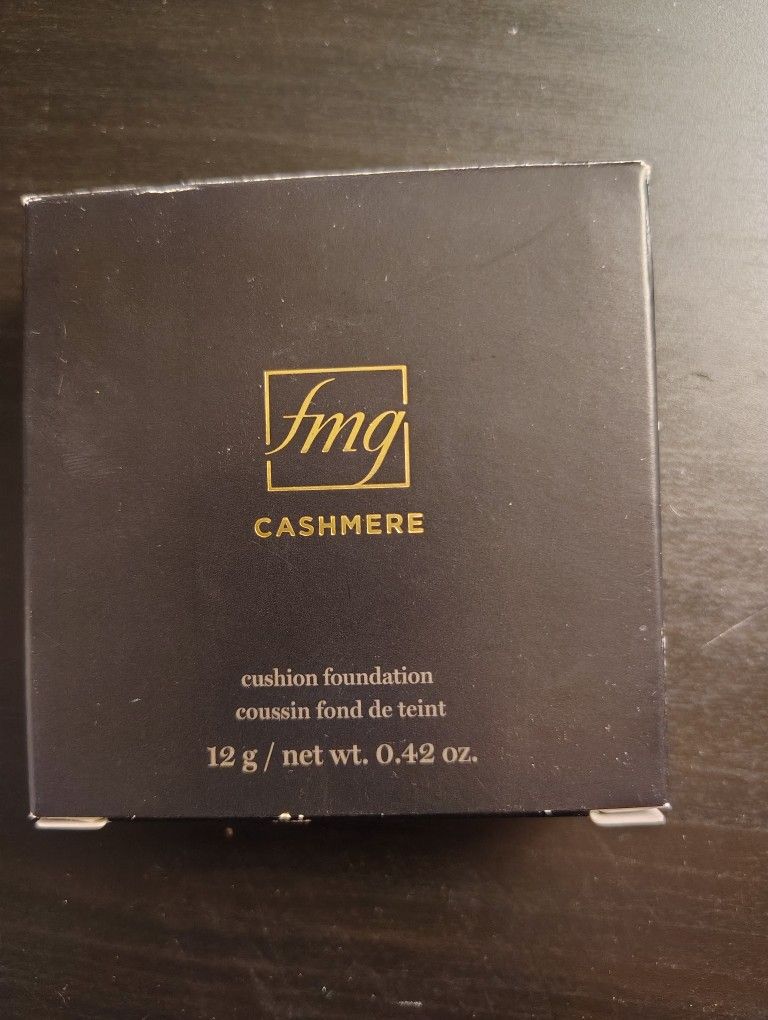 fmg
CASHMERE
cushion foundation
coussin fond de teint
12 g / net wt. 0.42 oz.